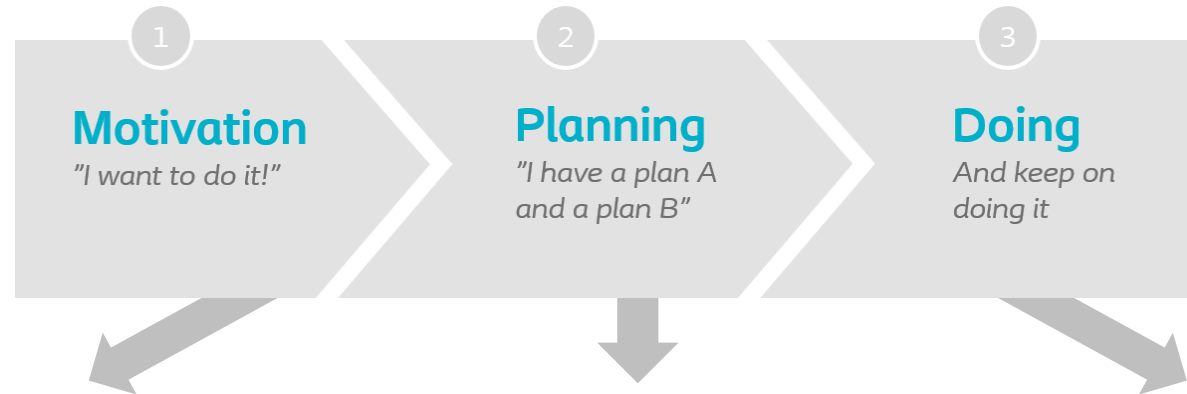 1
Motivation
"I want to do it!"
2
Planning
"I have a plan A
and a plan B"
3
Doing
And keep on
doing it